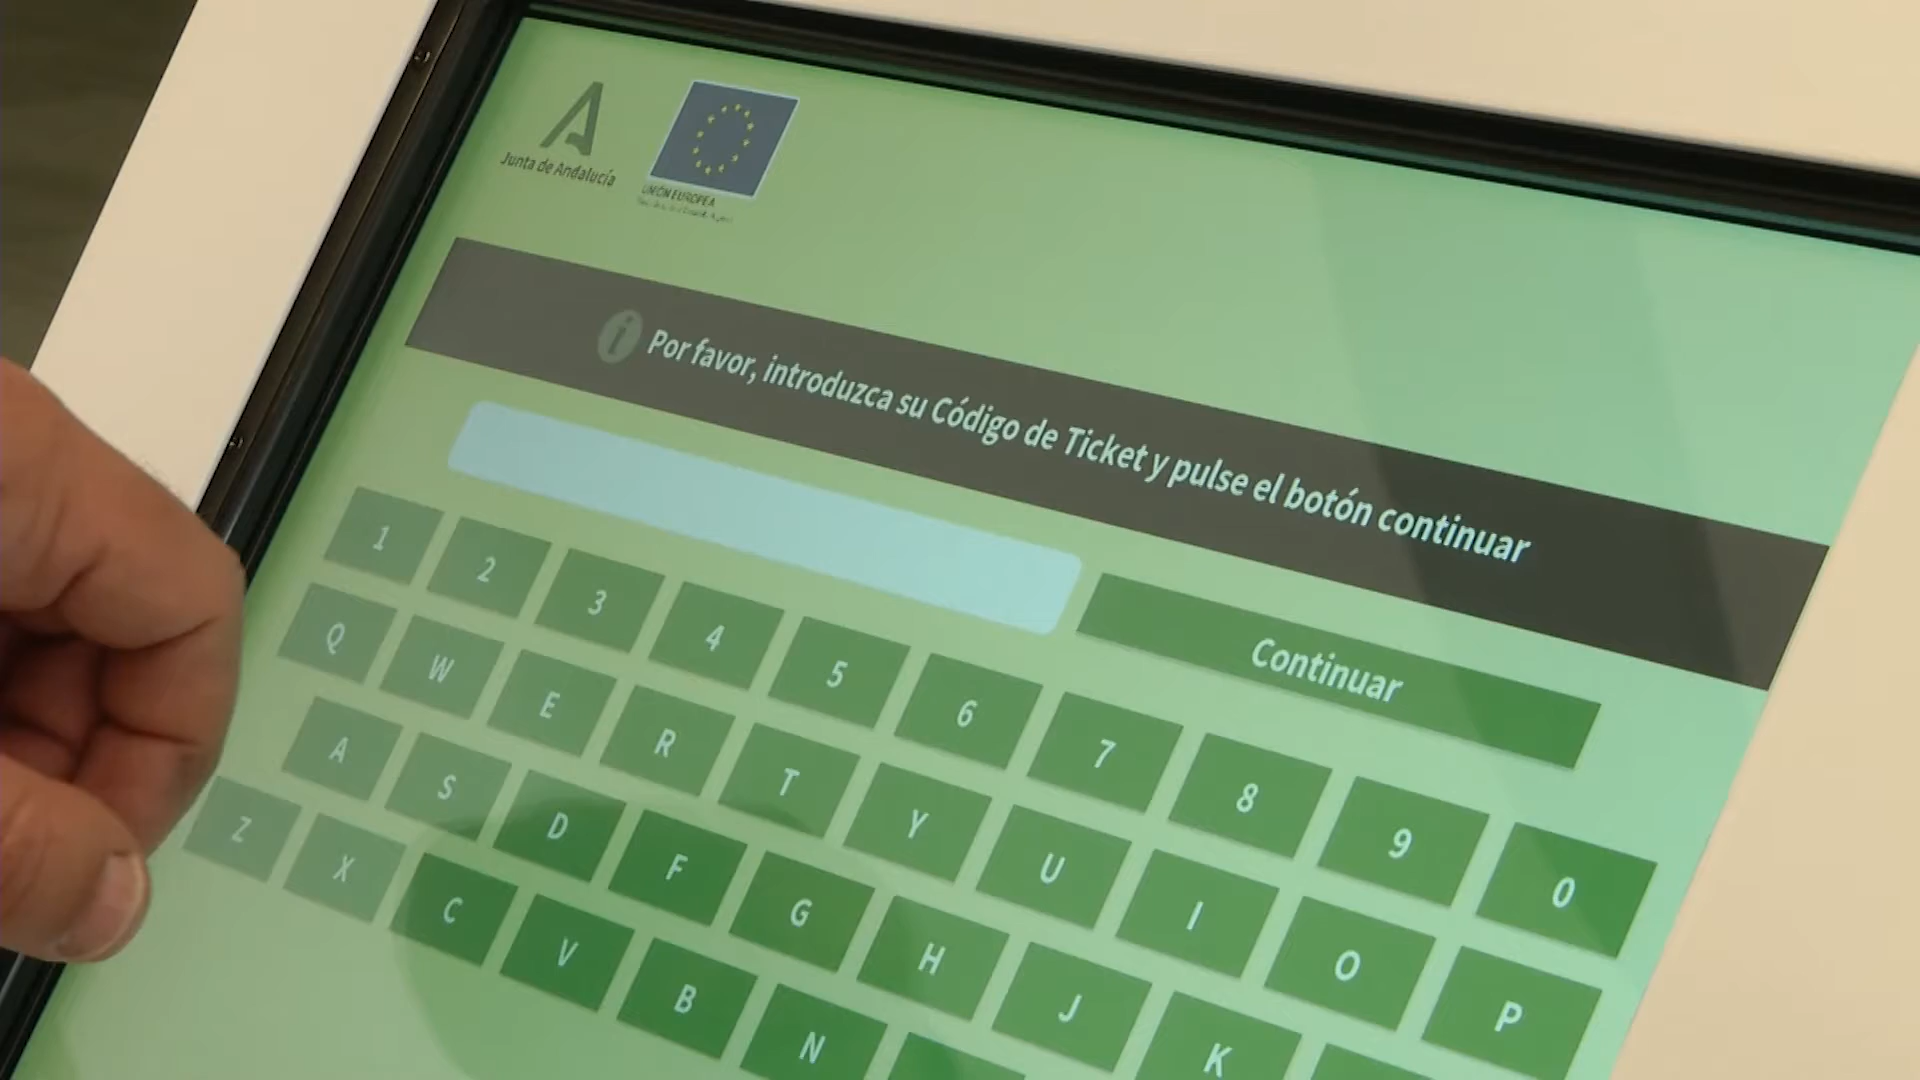 Junta de Andalucía
UNIÓN EUROPEA
Por favor, introduzca su Código de Ticket y pulse el botón continuar
Continuar
1 2 3 4 5 6 7 8 9 0
Q W E R T Y U I O P
A S D F G H J K
Z X C V B N